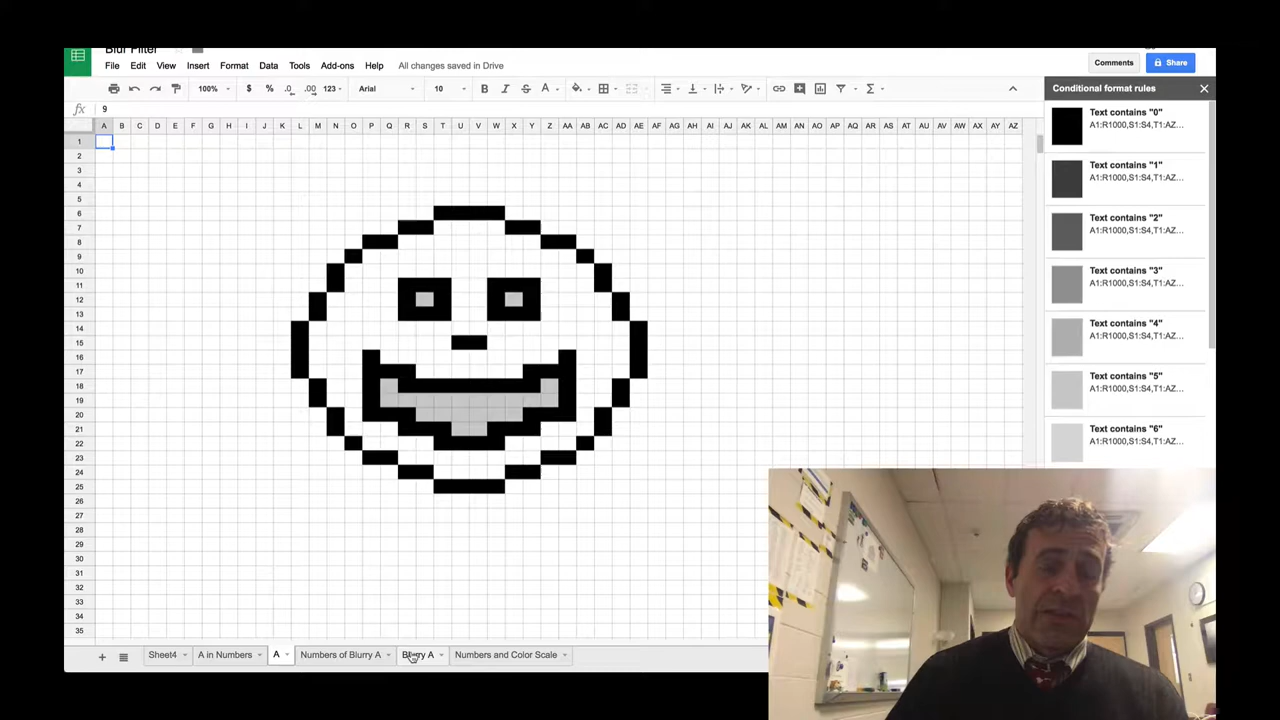 Blur Filter
File Edit View Insert Format Data Tools Add-ons Help All changes saved in Drive
Comments Share
100% $ % .0 .00 123 Arial 10 B I S A Σ
Conditional format rules
fx 9
A B C D E F G H I J K L M N O P Q R S T U V W X Y Z AA AB AC AD AE AF AG AH AI AJ AK AL AM AN AO AP AQ AR AS AT AU AV AW AX AY AZ
1
2
3
4
5
6
7
8
9
10
11
12
13
14
15
16
17
18
19
20
21
22
23
24
25
26
27
28
29
30
31
32
33
34
35
Text contains "0"
A1:R1000,S1:S4,T1:AZ...
Text contains "1"
A1:R1000,S1:S4,T1:AZ...
Text contains "2"
A1:R1000,S1:S4,T1:AZ...
Text contains "3"
A1:R1000,S1:S4,T1:AZ...
Text contains "4"
A1:R1000,S1:S4,T1:AZ...
Text contains "5"
A1:R1000,S1:S4,T1:AZ...
Text contains "6"
A1:R1000,S1:S4,T1:AZ...
+ Sheet4 A in Numbers A Numbers of Blurry A Blurry A Numbers and Color Scale